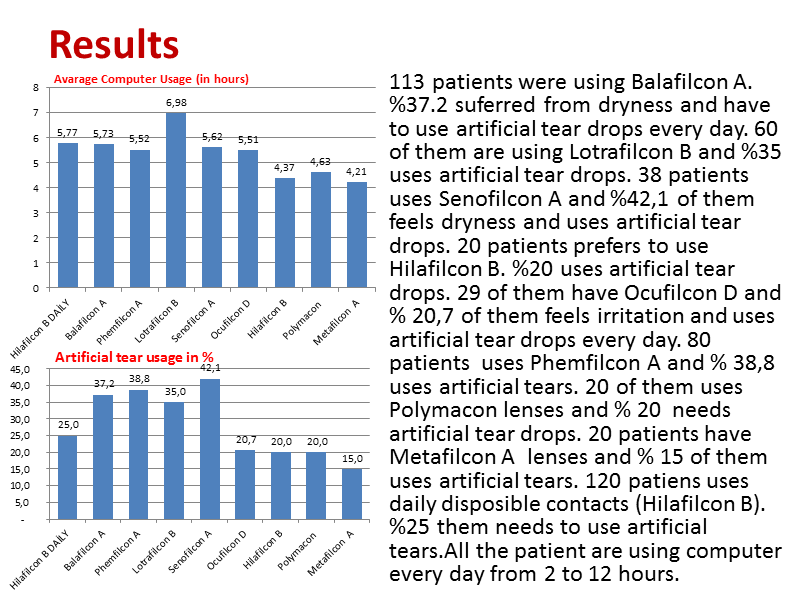 Results
Avarage Computer Usage (in hours)
8
7
6
5
4
3
2
1
0
5,77
5,73
5,52
6,98
5,62
5,51
4,37
4,63
4,21
Hilafilcon B DAILY
Balafilcon A
Phemfilcon A
Lotrafilcon B
Senofilcon A
Ocufilcon D
Hilafilcon B
Polymacon
Metafilcon A
Artificial tear usage in %
45,0
40,0
35,0
30,0
25,0
20,0
15,0
10,0
5,0
-
25,0
37,2
38,8
35,0
42,1
20,7
20,0
20,0
15,0
Hilafilcon B DAILY
Balafilcon A
Phemfilcon A
Lotrafilcon B
Senofilcon A
Ocufilcon D
Hilafilcon B
Polymacon
Metafilcon A
113 patients were using Balafilcon A.
%37.2 suferred from dryness and have
to use artificial tear drops every day. 60
of them are using Lotrafilcon B and %35
uses artificial tear drops. 38 patients
uses Senofilcon A and %42,1 of them
feels dryness and uses artificial tear
drops. 20 patients prefers to use
Hilafilcon B. %20 uses artificial tear
drops. 29 of them have Ocufilcon D and
% 20,7 of them feels irritation and uses
artificial tear drops every day. 80
patients  uses Phemfilcon A and % 38,8
uses artificial tears. 20 of them uses
Polymacon lenses and % 20  needs
artificial tear drops. 20 patients have
Metafilcon A  lenses and % 15 of them
uses artificial tears. 120 patiens uses
daily disposible contacts (Hilafilcon B).
%25 them needs to use artificial
tears.All the patient are using computer
every day from 2 to 12 hours.